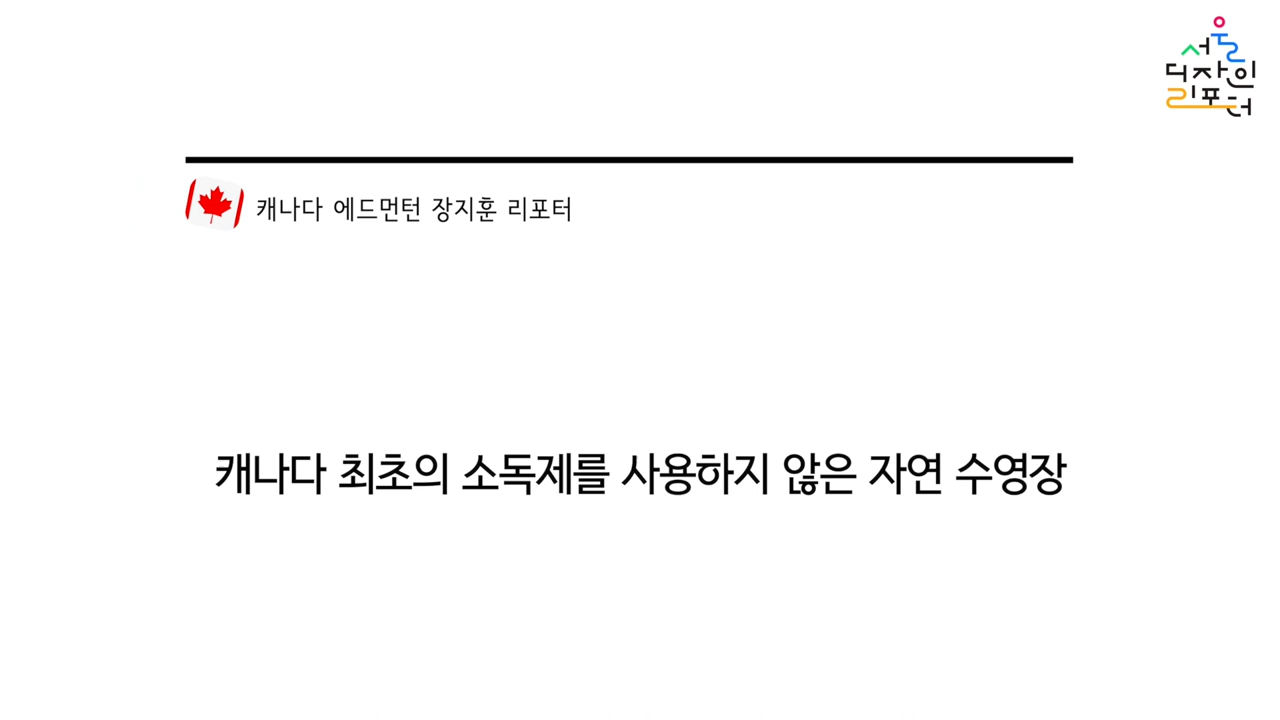 서울
디자인
리포터
캐나다 에드먼턴 장지훈 리포터
캐나다 최초의 소독제를 사용하지 않은 자연 수영장